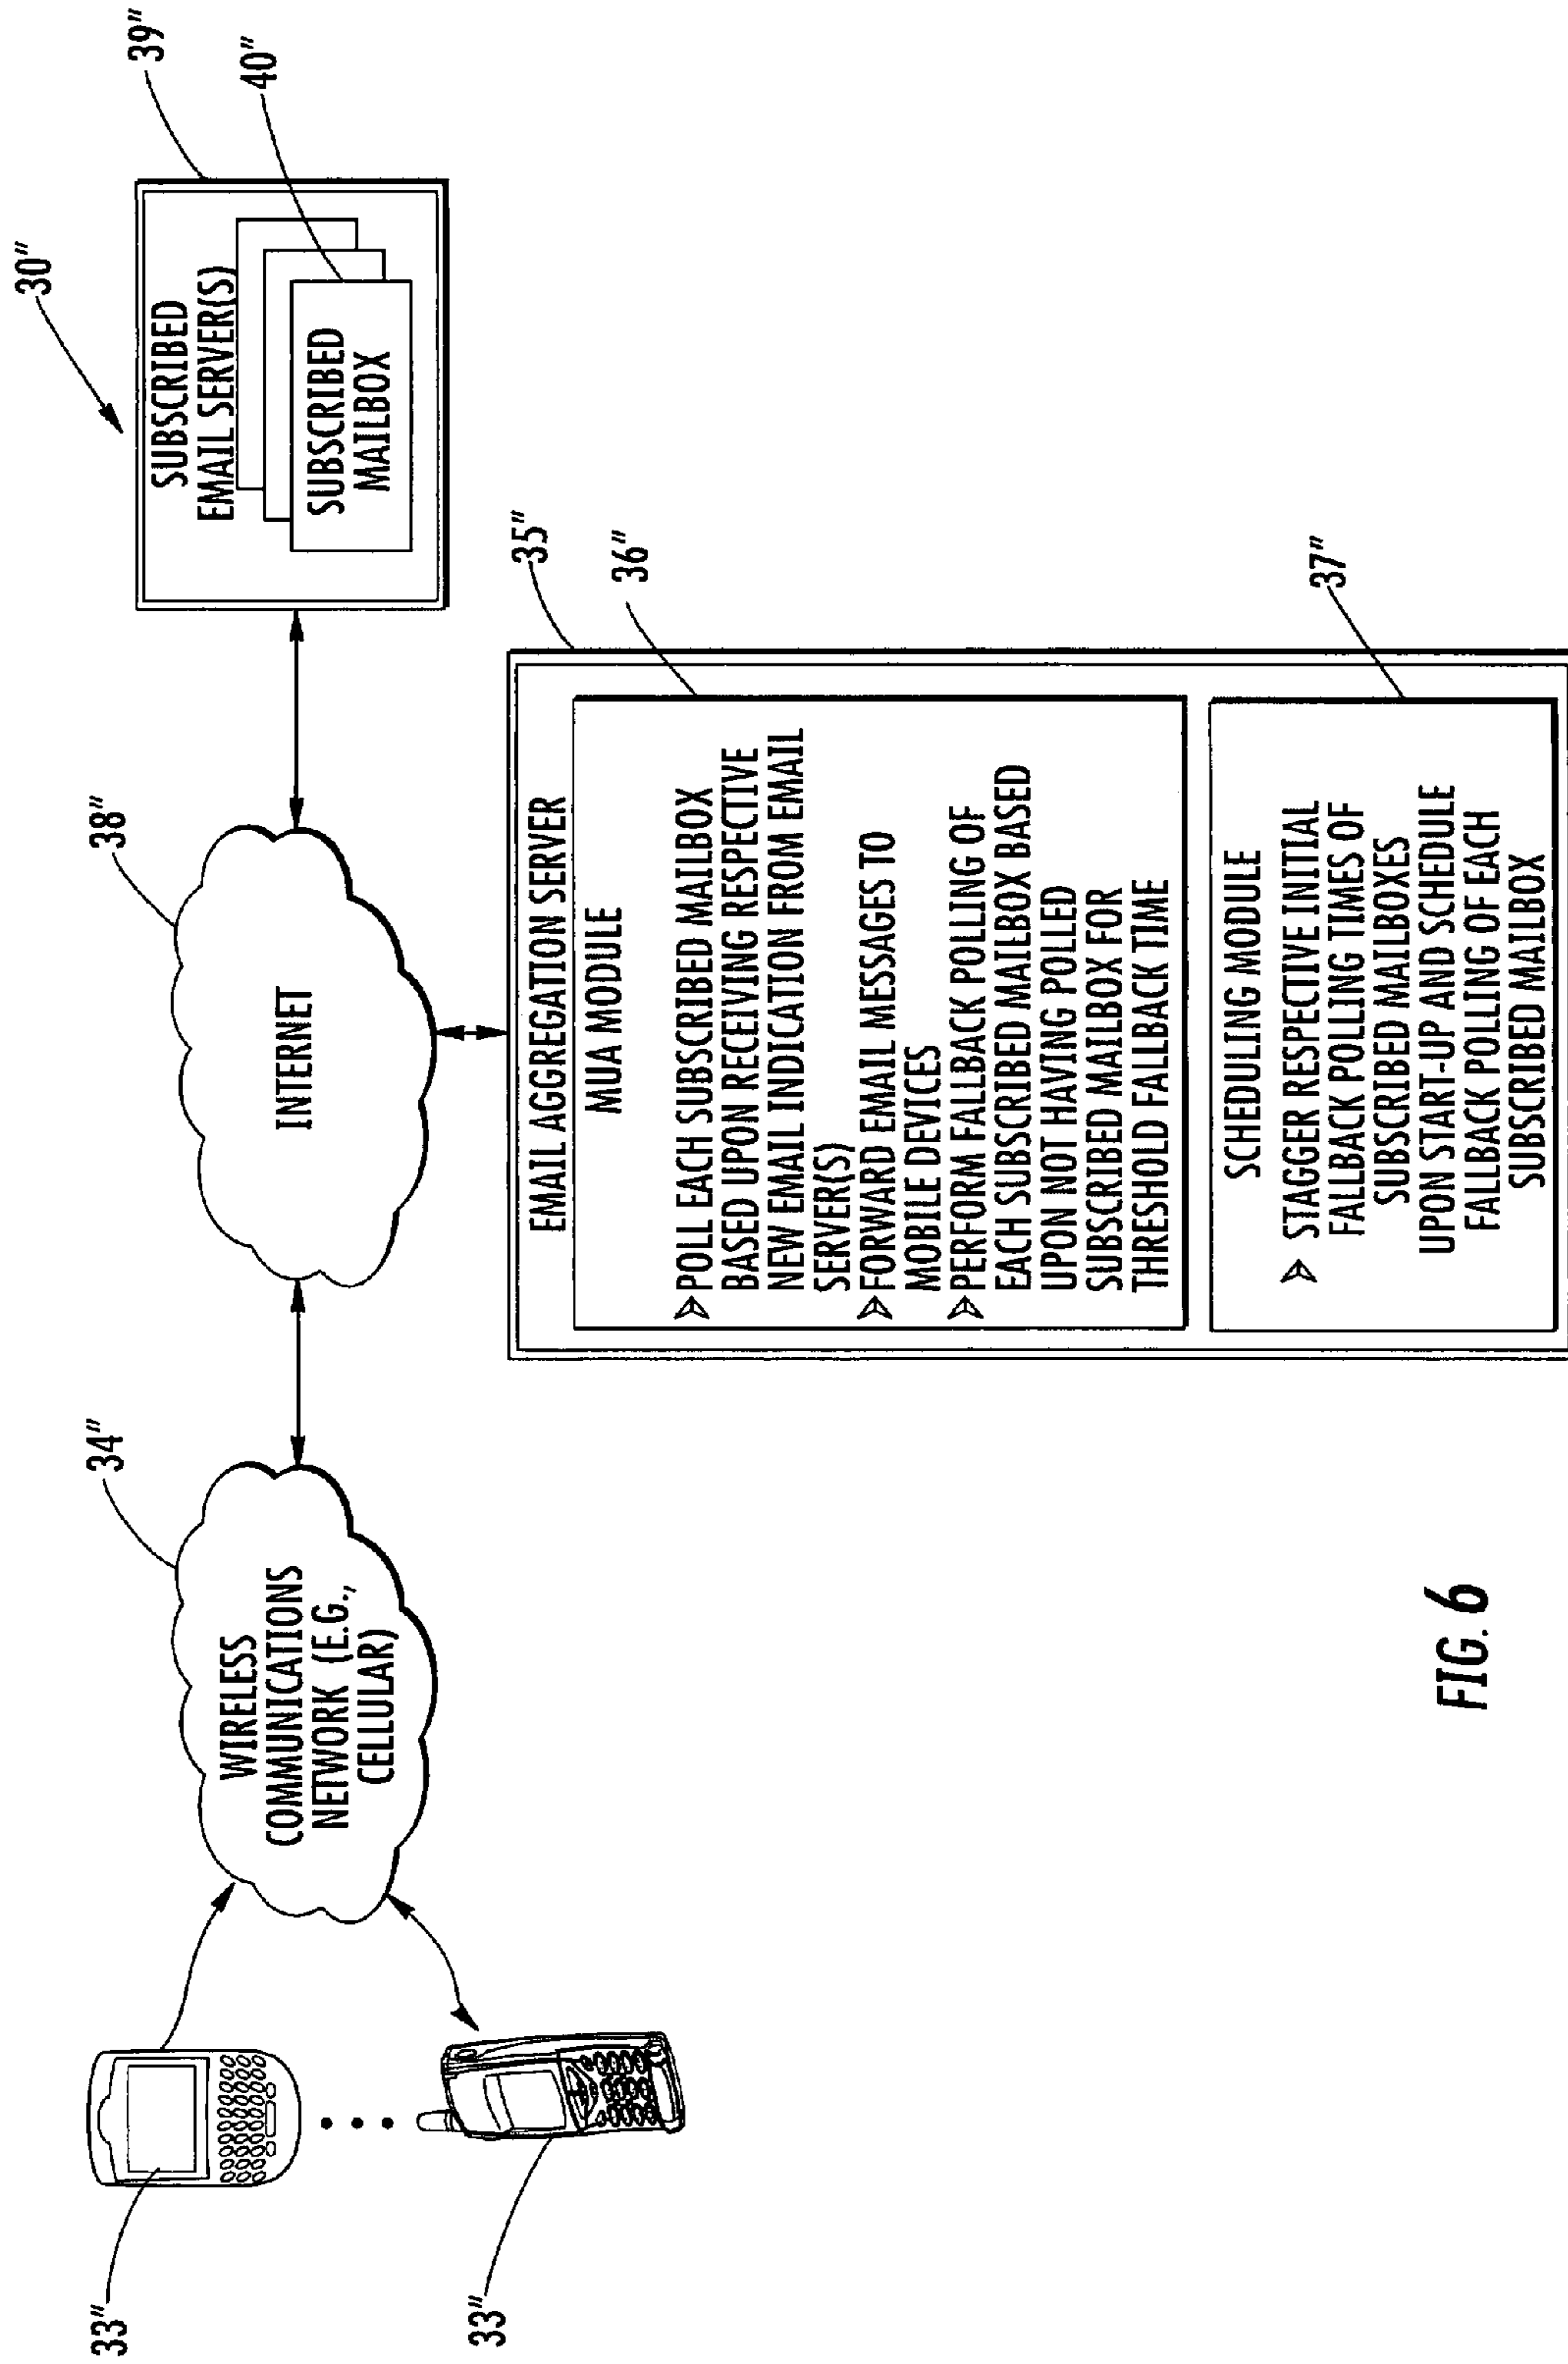 30″
39″
40″
SUBSCRIBED
EMAIL SERVER(S)
SUBSCRIBED
MAILBOX
38″
INTERNET
34″
WIRELESS
COMMUNICATIONS
NETWORK (E.G.,
CELLULAR)
33″
33″
35″
36″
37″
EMAIL AGGREGATION SERVER
MUA MODULE
➢ POLL EACH SUBSCRIBED MAILBOX
BASED UPON RECEIVING RESPECTIVE
NEW EMAIL INDICATION FROM EMAIL
SERVER(S)
➢ FORWARD EMAIL MESSAGES TO
MOBILE DEVICES
➢ PERFORM FALLBACK POLLING OF
EACH SUBSCRIBED MAILBOX BASED
UPON NOT HAVING POLLED
SUBSCRIBED MAILBOX FOR
THRESHOLD FALLBACK TIME
SCHEDULING MODULE
➢ STAGGER RESPECTIVE INITIAL
FALLBACK POLLING TIMES OF
SUBSCRIBED MAILBOXES
UPON START-UP AND SCHEDULE
FALLBACK POLLING OF EACH
SUBSCRIBED MAILBOX
FIG. 6